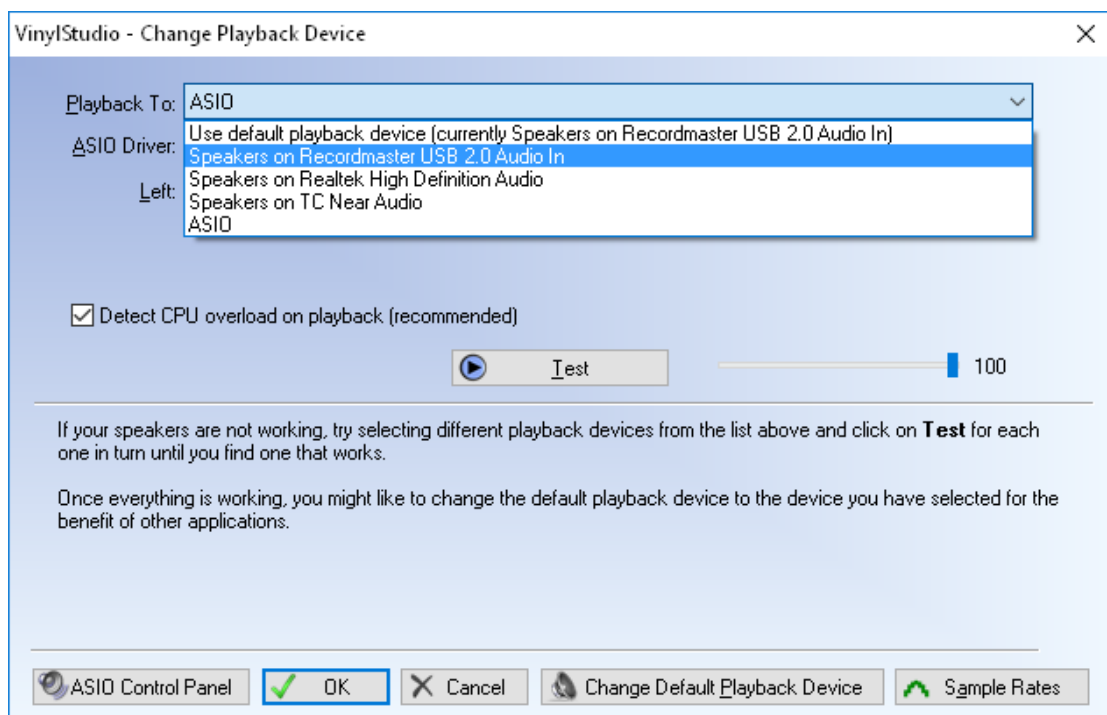 VinylStudio - Change Playback Device
Playback To: ASIO
Use default playback device (currently Speakers on Recordmaster USB 2.0 Audio In)
ASIO Driver:
Speakers on Recordmaster USB 2.0 Audio In
Speakers on Realtek High Definition Audio
Left:
Speakers on TC Near Audio
ASIO
Detect CPU overload on playback (recommended)
Test 100
If your speakers are not working, try selecting different playback devices from the list above and click on Test for each
one in turn until you find one that works.
Once everything is working, you might like to change the default playback device to the device you have selected for the
benefit of other applications.
ASIO Control Panel OK Cancel Change Default Playback Device Sample Rates